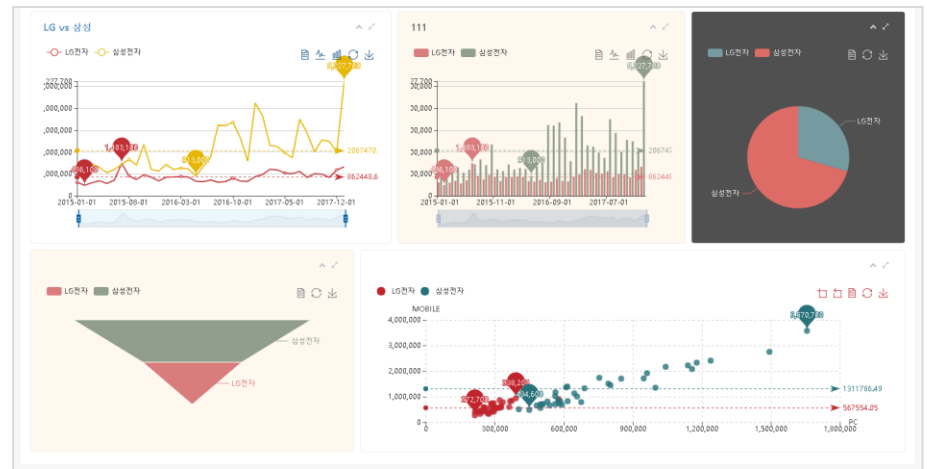 LG vs 삼성
LG전자 삼성전자
2067470.
862448.6
0
2015-01-01 2015-08-01 2016-03-01 2016-10-01 2017-05-01 2017-12-01
111
LG전자 삼성전자
0
2015-01-01 2015-11-01 2016-09-01 2017-07-01
LG전자 삼성전자
LG전자
삼성전자
LG전자 삼성전자
삼성전자
LG전자
LG전자 삼성전자
MOBILE
4,000,000
3,000,000
2,000,000
1,000,000
0
1311786.49
567554.05
PC
0 300,000 600,000 900,000 1,200,000 1,500,000 1,800,000